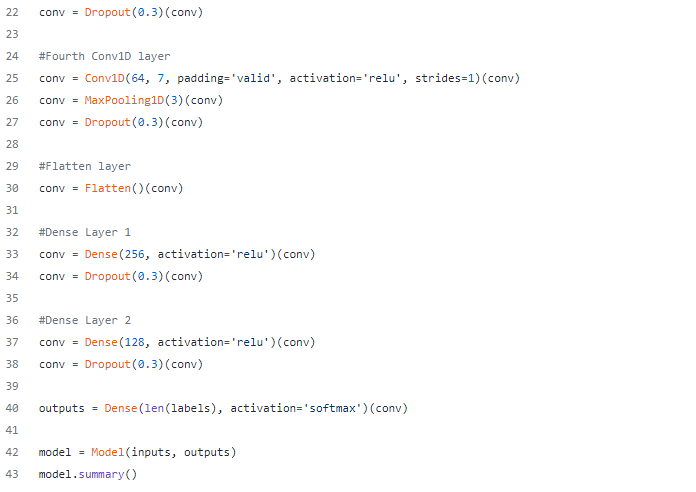 22 conv = Dropout(0.3)(conv)
23
24 #Fourth Conv1D layer
25 conv = Conv1D(64, 7, padding='valid', activation='relu', strides=1)(conv)
26 conv = MaxPooling1D(3)(conv)
27 conv = Dropout(0.3)(conv)
28
29 #Flatten layer
30 conv = Flatten()(conv)
31
32 #Dense Layer 1
33 conv = Dense(256, activation='relu')(conv)
34 conv = Dropout(0.3)(conv)
35
36 #Dense Layer 2
37 conv = Dense(128, activation='relu')(conv)
38 conv = Dropout(0.3)(conv)
39
40 outputs = Dense(len(labels), activation='softmax')(conv)
41
42 model = Model(inputs, outputs)
43 model.summary()